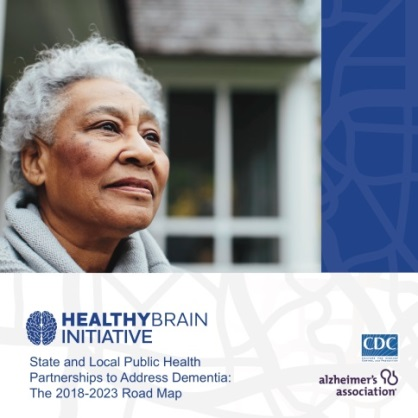 HEALTHYBRAIN
INITIATIVE
State and Local Public Health
Partnerships to Address Dementia:
The 2018-2023 Road Map
CDC
alzheimer's
association